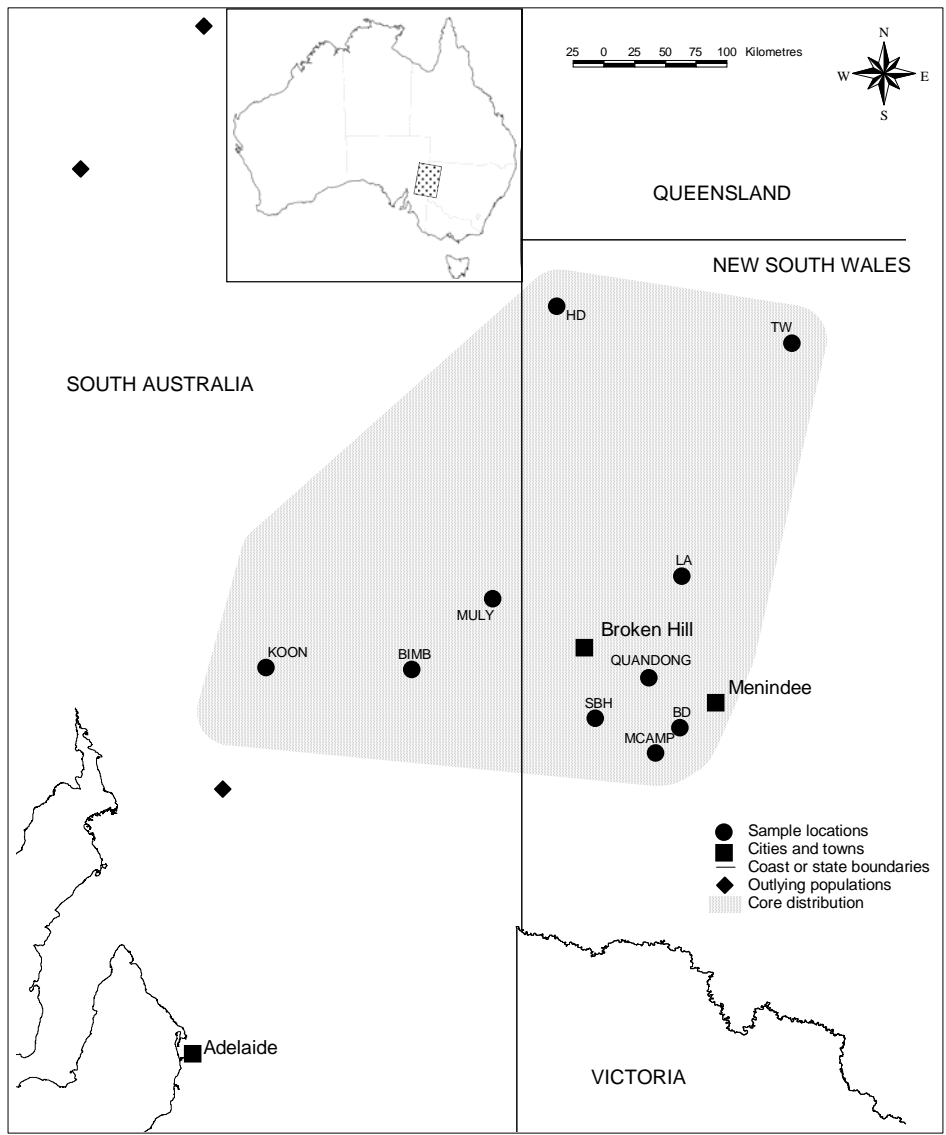 25 0 25 50 75 100 Kilometres
N
W E
S
QUEENSLAND
NEW SOUTH WALES
HD
TW
SOUTH AUSTRALIA
LA
MULY
Broken Hill
KOON
BIMB
QUANDONG
Menindee
SBH
BD
MCAMP
Sample locations
Cities and towns
Coast or state boundaries
Outlying populations
Core distribution
Adelaide
VICTORIA